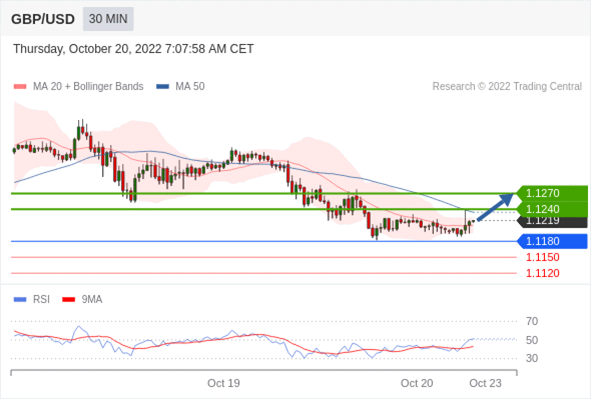 GBP/USD 30 MIN
Thursday, October 20, 2022 7:07:58 AM CET
MA 20 + Bollinger Bands MA 50 Research © 2022 Trading Central
1.1270
1.1240
1.1219
1.1180
1.1150
1.1120
RSI 9MA
70
50
30
Oct 19 Oct 20 Oct 23